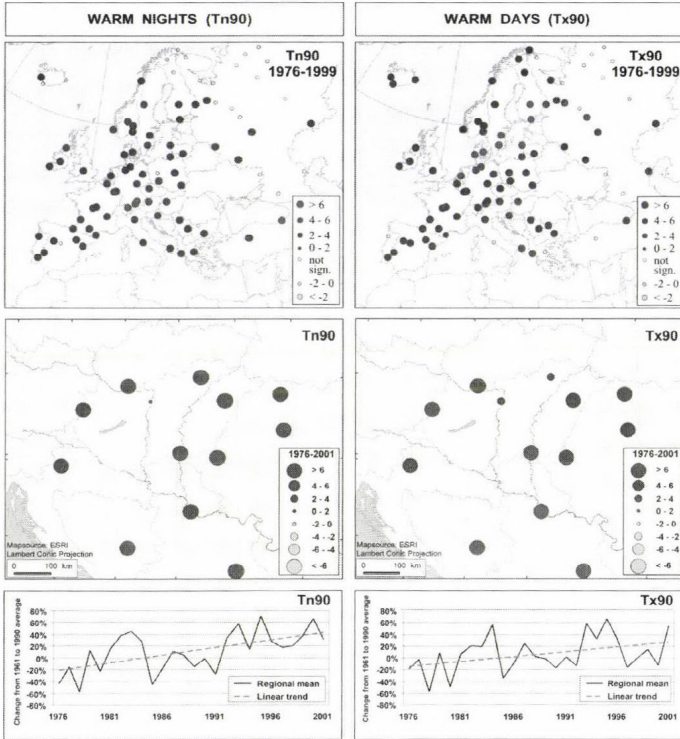 WARM NIGHTS (Tn90)
WARM DAYS (Tx90)
Tn90
1976-1999
> 6
4 - 6
2 - 4
0 - 2
not
sign.
-2 - 0
< -2
Tx90
1976-1999
> 6
4 - 6
2 - 4
0 - 2
not
sign.
-2 - 0
< -2
Tn90
1976-2001
> 6
4 - 6
2 - 4
0 - 2
-2 - 0
-4 - -2
-6 - -4
< -6
Mapsource, ESRI
Lambert Conic Projection
0 100 km
Tx90
1976-2001
> 6
4 - 6
2 - 4
0 - 2
-2 - 0
-4 - -2
-6 - -4
< -6
Mapsource, ESRI
Lambert Conic Projection
0 100 km
Tn90
Change from 1961 to 1990 average
80%
60%
40%
20%
0%
-20%
-40%
-60%
-80%
Regional mean
Linear trend
1976 1981 1986 1991 1996 2001
Tx90
Change from 1961 to 1990 average
80%
60%
40%
20%
0%
-20%
-40%
-60%
-80%
Regional mean
Linear trend
1976 1981 1986 1991 1996 2001